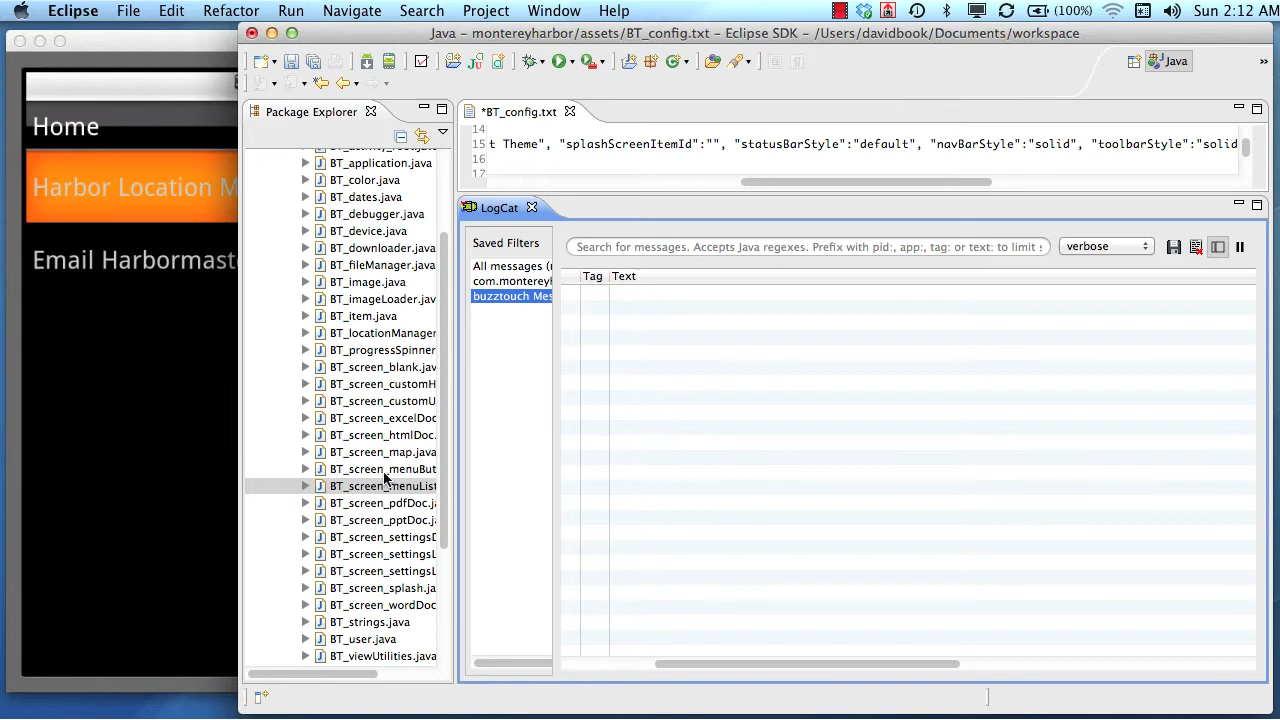 Eclipse File Edit Refactor Run Navigate Search Project Window Help (100%) Sun 2:12 AM
Java – montereyharbor/assets/BT_config.txt – Eclipse SDK – /Users/davidbook/Documents/workspace
Java
»
Home
Harbor Location M
Email Harbormast
Package Explorer
BT_application.java
BT_color.java
BT_dates.java
BT_debugger.java
BT_device.java
BT_downloader.java
BT_fileManager.java
BT_image.java
BT_imageLoader.jav
BT_item.java
BT_locationManager
BT_progressSpinner
BT_screen_blank.jav
BT_screen_customH
BT_screen_customU
BT_screen_excelDoc
BT_screen_htmlDoc.
BT_screen_map.java
BT_screen_menuBut
BT_screen_menuList
BT_screen_pdfDoc.j
BT_screen_pptDoc.j
BT_screen_settingsD
BT_screen_settingsL
BT_screen_settingsL
BT_screen_splash.ja
BT_screen_wordDoc
BT_strings.java
BT_user.java
BT_viewUtilities.java
*BT_config.txt
14
15 t Theme", "splashScreenItemId":"", "statusBarStyle":"default", "navBarStyle":"solid", "toolbarStyle":"solid
16
17
LogCat
Saved Filters
All messages (n
com.montereyh
buzztouch Mes
Search for messages. Accepts Java regexes. Prefix with pid:, app:, tag: or text: to limit s
verbose
Tag Text